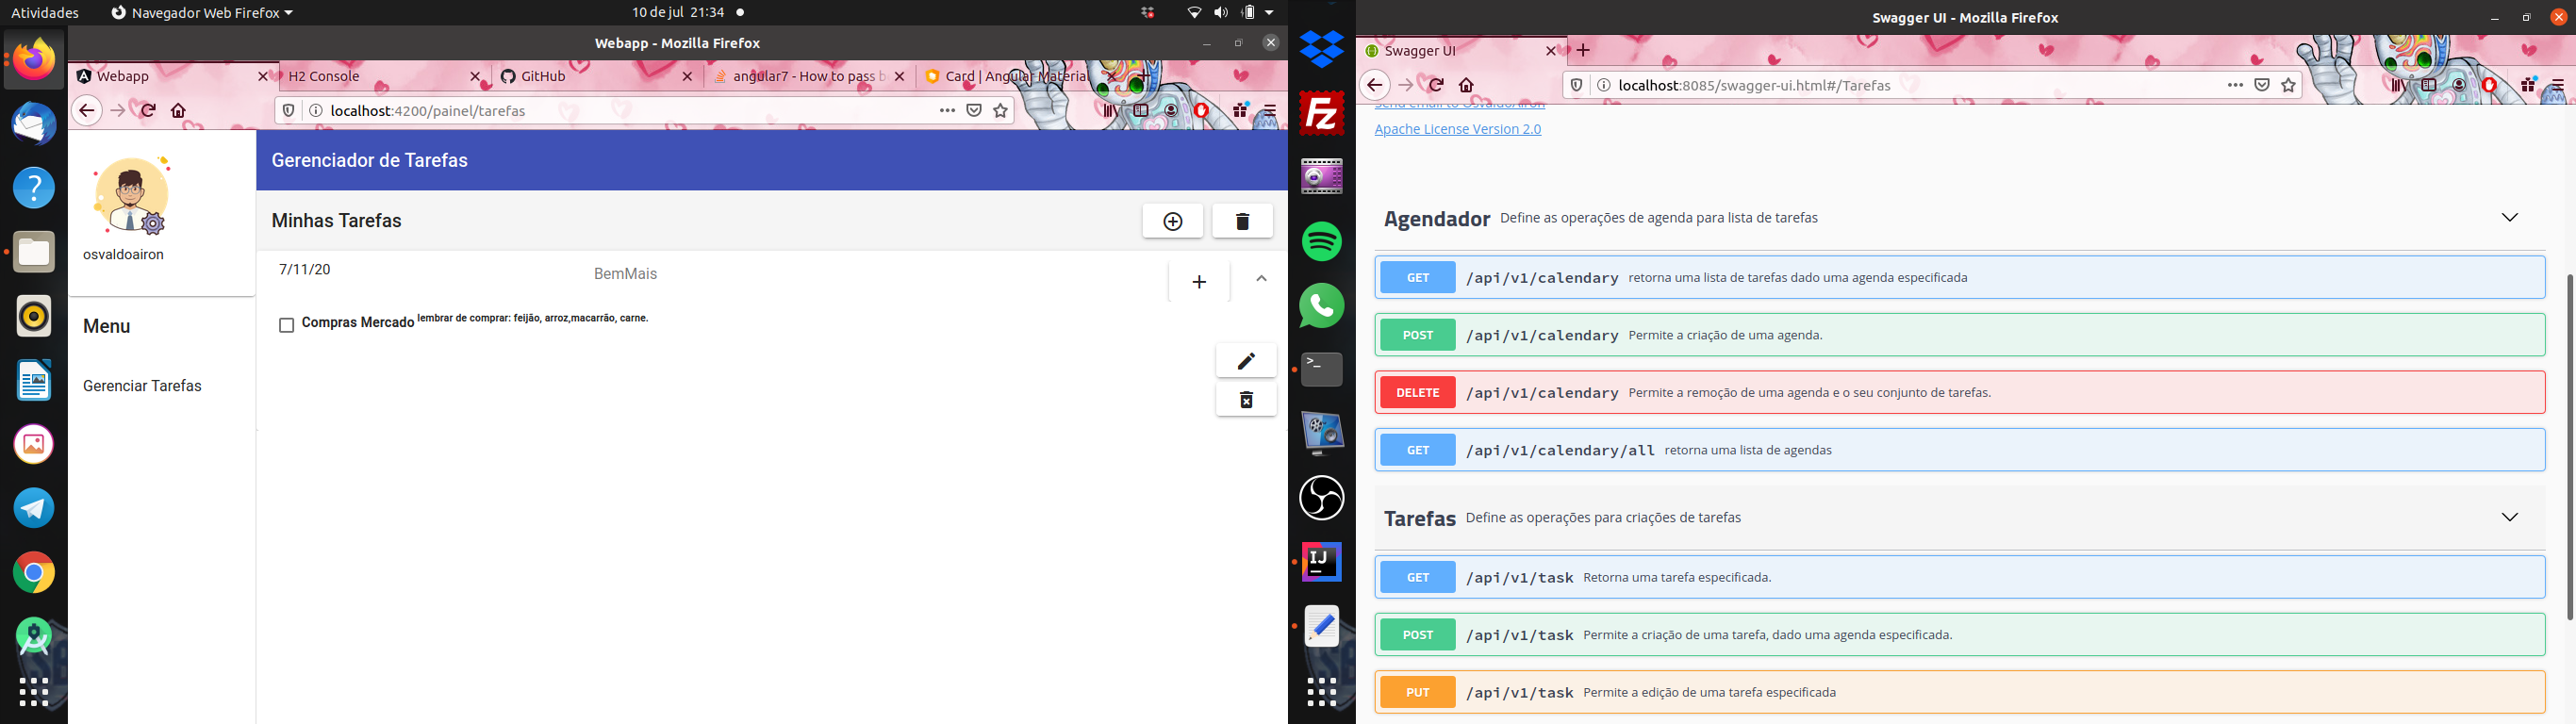 Atividades
Navegador Web Firefox
10 de jul 21:34
Webapp - Mozilla Firefox
Webapp
H2 Console
GitHub
angular7 - How to pass
Card | Angular Material
localhost:4200/painel/tarefas
osvaldoairon
Menu
Gerenciar Tarefas
Gerenciador de Tarefas
Minhas Tarefas
7/11/20
BemMais
Compras Mercado lembrar de comprar: feijão, arroz,macarrão, carne.
Swagger UI - Mozilla Firefox
Swagger UI
localhost:8085/swagger-ui.html#/Tarefas
Send email to OsvaldoAiron
Apache License Version 2.0
Agendador Define as operações de agenda para lista de tarefas
GET /api/v1/calendary retorna uma lista de tarefas dado uma agenda especificada
POST /api/v1/calendary Permite a criação de uma agenda.
DELETE /api/v1/calendary Permite a remoção de uma agenda e o seu conjunto de tarefas.
GET /api/v1/calendary/all retorna uma lista de agendas
Tarefas Define as operações para criações de tarefas
GET /api/v1/task Retorna uma tarefa especificada.
POST /api/v1/task Permite a criação de uma tarefa, dado uma agenda especificada.
PUT /api/v1/task Permite a edição de uma tarefa especificada